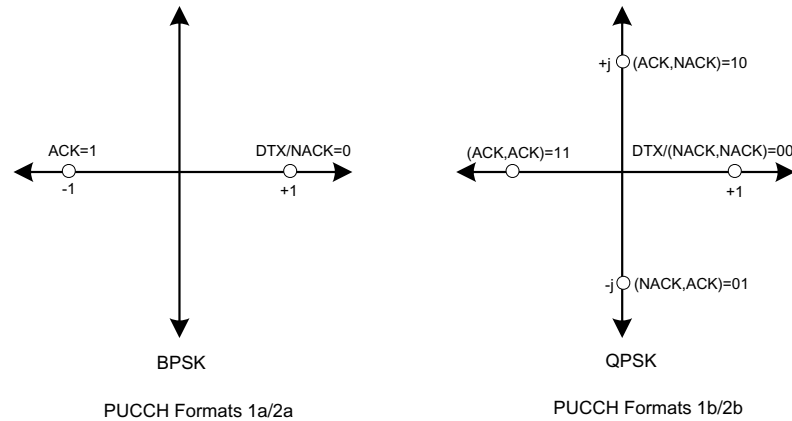 ACK=1
DTX/NACK=0
-1
+1
BPSK
PUCCH Formats 1a/2a
+j
(ACK,NACK)=10
(ACK,ACK)=11
DTX/(NACK,NACK)=00
+1
-j
(NACK,ACK)=01
QPSK
PUCCH Formats 1b/2b